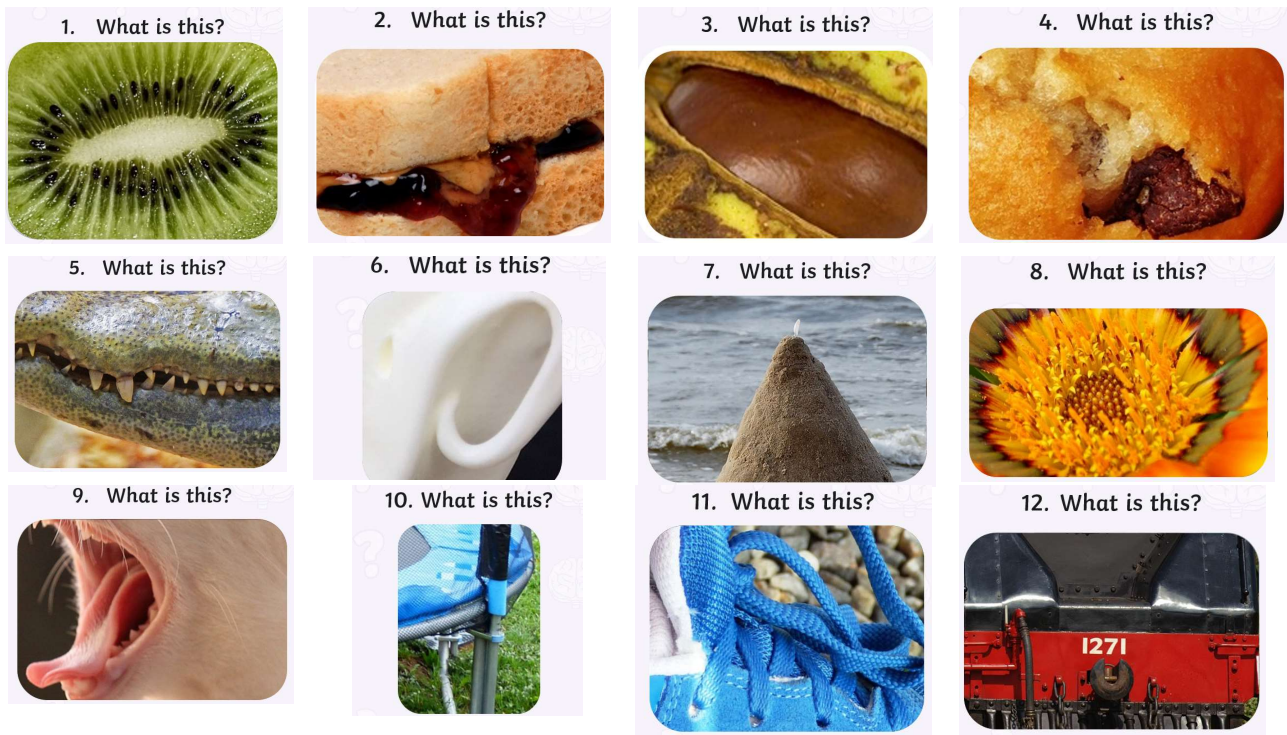 1. What is this?
2. What is this?
3. What is this?
4. What is this?
5. What is this?
6. What is this?
7. What is this?
8. What is this?
9. What is this?
10. What is this?
11. What is this?
12. What is this?
1271